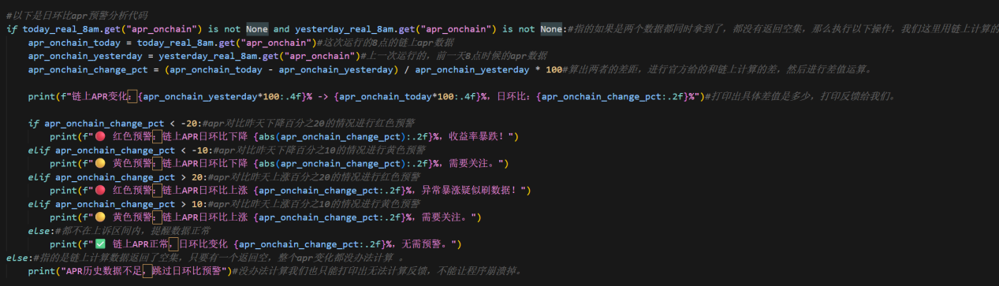 #以下是日环比apr预警分析代码
if today_real_8am.get("apr_onchain") is not None and yesterday_real_8am.get("apr_onchain") is not None:#指的如果是两个数据都同时拿到了，都没有返回空集，那么执行以下操作，我们这里用链上计算的
apr_onchain_today = today_real_8am.get("apr_onchain")#这次运行的8点的链上apr数据
apr_onchain_yesterday = yesterday_real_8am.get("apr_onchain")#上一次运行的，前一天8点时候的apr数据
apr_onchain_change_pct = (apr_onchain_today - apr_onchain_yesterday) / apr_onchain_yesterday * 100#算出两者的差距，进行官方给的和链上计算的差，然后进行差值运算。
print(f"链上APR变化：{apr_onchain_yesterday*100:.4f}% -> {apr_onchain_today*100:.4f}%，日环比：{apr_onchain_change_pct:.2f}%")#打印出具体差值是多少，打印反馈给我们。
if apr_onchain_change_pct < -20:#apr对比昨天下降百分之20的情况进行红色预警
print(f"🔴 红色预警：链上APR日环比下降 {abs(apr_onchain_change_pct):.2f}%，收益率暴跌！")
elif apr_onchain_change_pct < -10:#apr对比昨天下降百分之10的情况进行黄色预警
print(f"🟡 黄色预警：链上APR日环比下降 {abs(apr_onchain_change_pct):.2f}%，需要关注。")
elif apr_onchain_change_pct > 20:#apr对比昨天上涨百分之20的情况进行红色预警
print(f"🔴 红色预警：链上APR日环比上涨 {apr_onchain_change_pct:.2f}%，异常暴涨疑似刷数据！")
elif apr_onchain_change_pct > 10:#apr对比昨天上涨百分之10的情况进行黄色预警
print(f"🟡 黄色预警：链上APR日环比上涨 {apr_onchain_change_pct:.2f}%，需要关注。")
else:#都不在上诉区间内，提醒数据正常
print(f"✅ 链上APR正常，日环比变化 {apr_onchain_change_pct:.2f}%，无需预警。")
else:#指的是链上计算数据返回了空集，只要有一个返回空，整个apr变化都没办法计算 。
print("APR历史数据不足，跳过日环比预警")#没办法计算我们也只能打印出无法计算反馈，不能让程序崩溃掉。